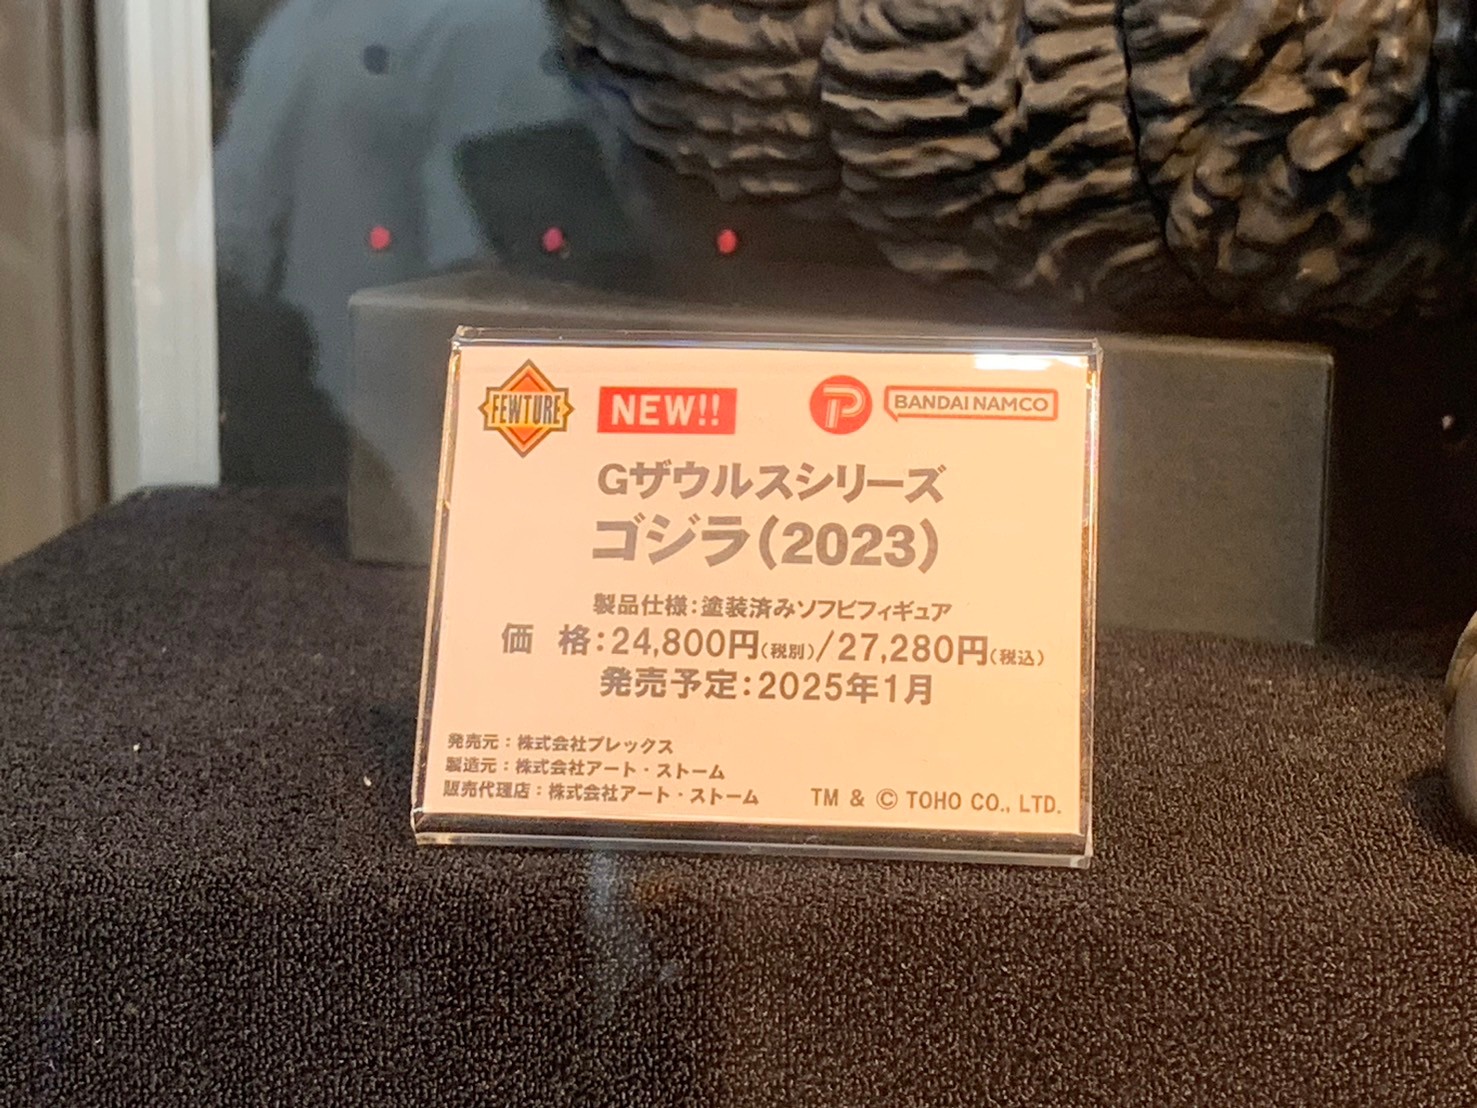 FEWTURE NEW!! P BANDAI NAMCO
Gザウルスシリーズ
ゴジラ(2023)
製品仕様:塗装済みソフビフィギュア
価 格:24,800円(税別)/27,280円(税込)
発売予定:2025年1月
発売元:株式会社プレックス
製造元:株式会社アート・ストーム
販売代理店:株式会社アート・ストーム TM & © TOHO CO., LTD.